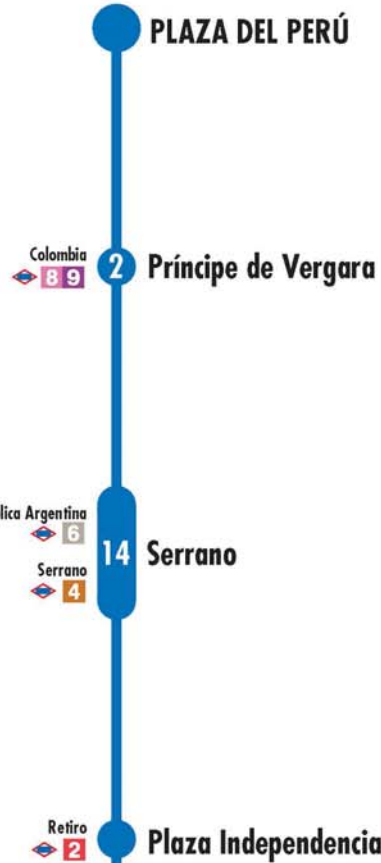 PLAZA DEL PERÚ
Colombia
8 9
2
Príncipe de Vergara
lica Argentina
6
14
Serrano
Serrano
4
Retiro
2
Plaza Independencia